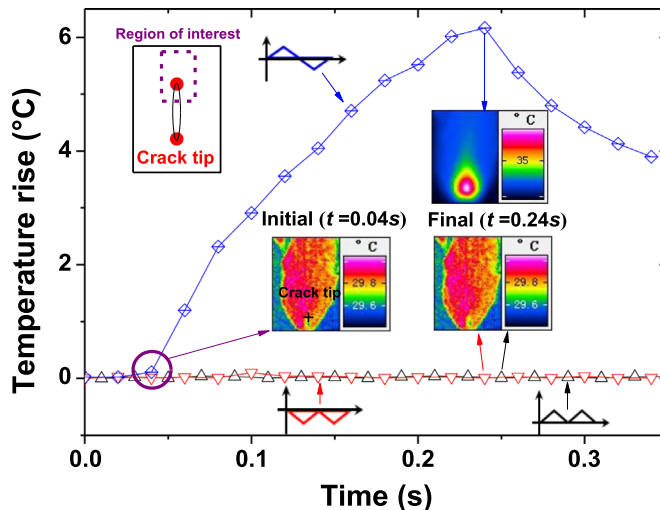 Region of interest
Crack tip
Temperature rise (°C)
6
4
2
0
Initial (t =0.04s)
Final (t =0.24s)
° C
35
° C
29.8
29.6
Crack tip
+
° C
29.8
29.6
0.0
0.1
0.2
0.3
Time (s)